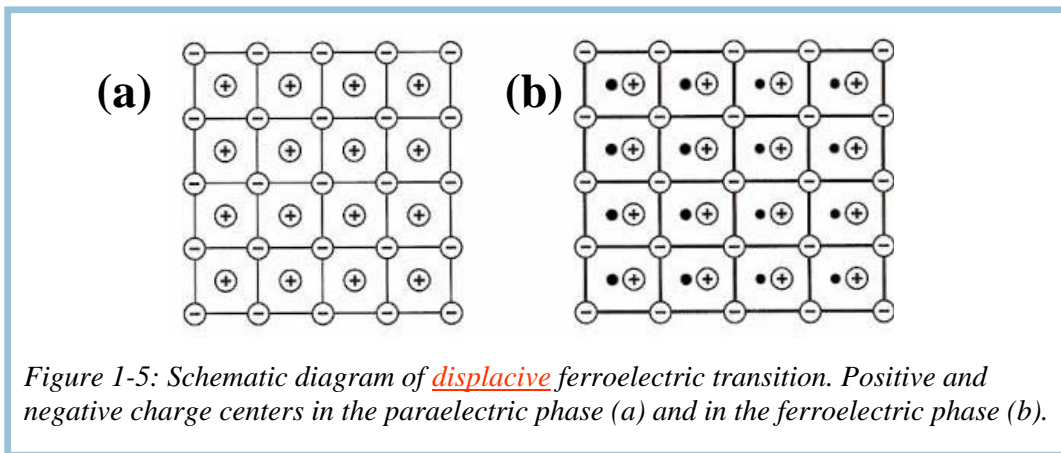 (a)
(b)
Figure 1-5: Schematic diagram of displacive ferroelectric transition. Positive and
negative charge centers in the paraelectric phase (a) and in the ferroelectric phase (b).